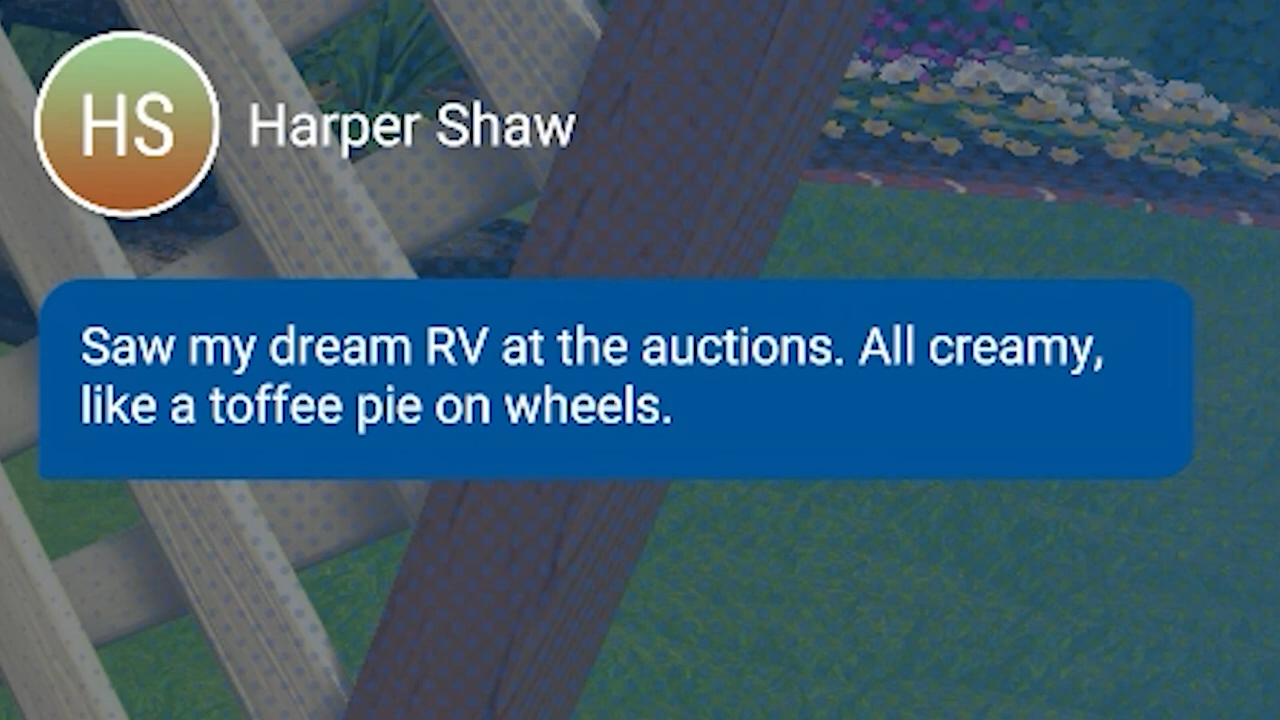 HS
Harper Shaw
Saw my dream RV at the auctions. All creamy,
like a toffee pie on wheels.